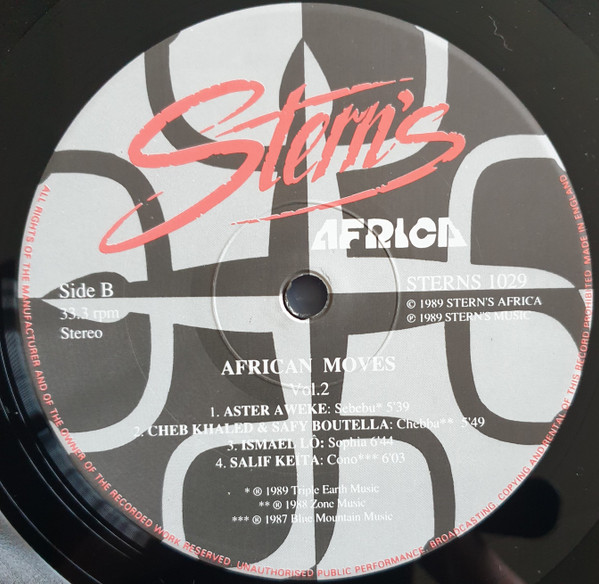 Stern's
AFRICA
Side B
33.3 rpm
Stereo
STERNS 1029
© 1989 STERN'S AFRICA
℗ 1989 STERN'S MUSIC
AFRICAN MOVES
Vol.2
1. ASTER AWEKE: Sebebu* 5'39
2. CHEB KHALED & SAFY BOUTELLA: Chebba** 5'49
3. ISMAEL LÖ: Sophia 6'44
4. SALIF KEITA: Cono*** 6'03
* ® 1989 Triple Earth Music
** ® 1988 Zone Music
*** ® 1987 Blue Mountain Music
ALL RIGHTS OF THE MANUFACTURER AND OF THE OWNER OF THE RECORDED WORK RESERVED. UNAUTHORISED PUBLIC PERFORMANCE, BROADCASTING, COPYING AND RENTAL OF THIS RECORD PROHIBITED. MADE IN ENGLAND